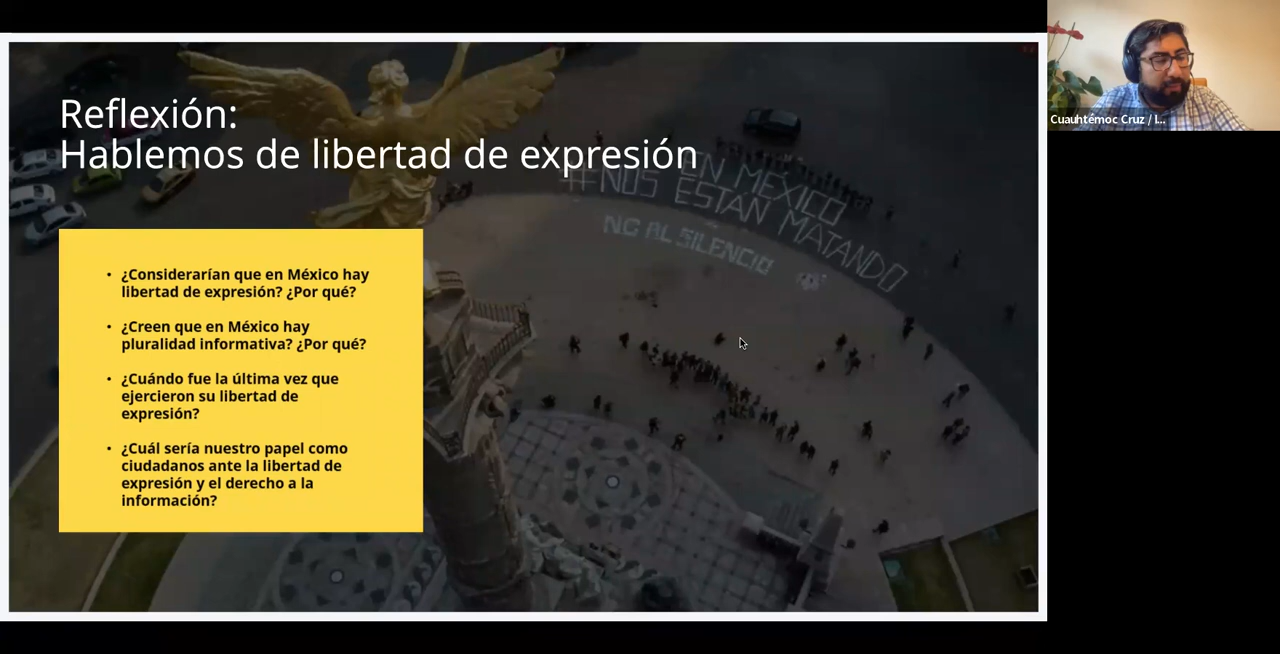 Reflexión:
Hablemos de libertad de expresión
EN MÉXICO
#NOS ESTÁN MATANDO
NO AL SILENCIO
• ¿Considerarían que en México hay
libertad de expresión? ¿Por qué?
• ¿Creen que en México hay
pluralidad informativa? ¿Por qué?
• ¿Cuándo fue la última vez que
ejercieron su libertad de
expresión?
• ¿Cuál sería nuestro papel como
ciudadanos ante la libertad de
expresión y el derecho a la
información?
Cuauhtémoc Cruz / I...